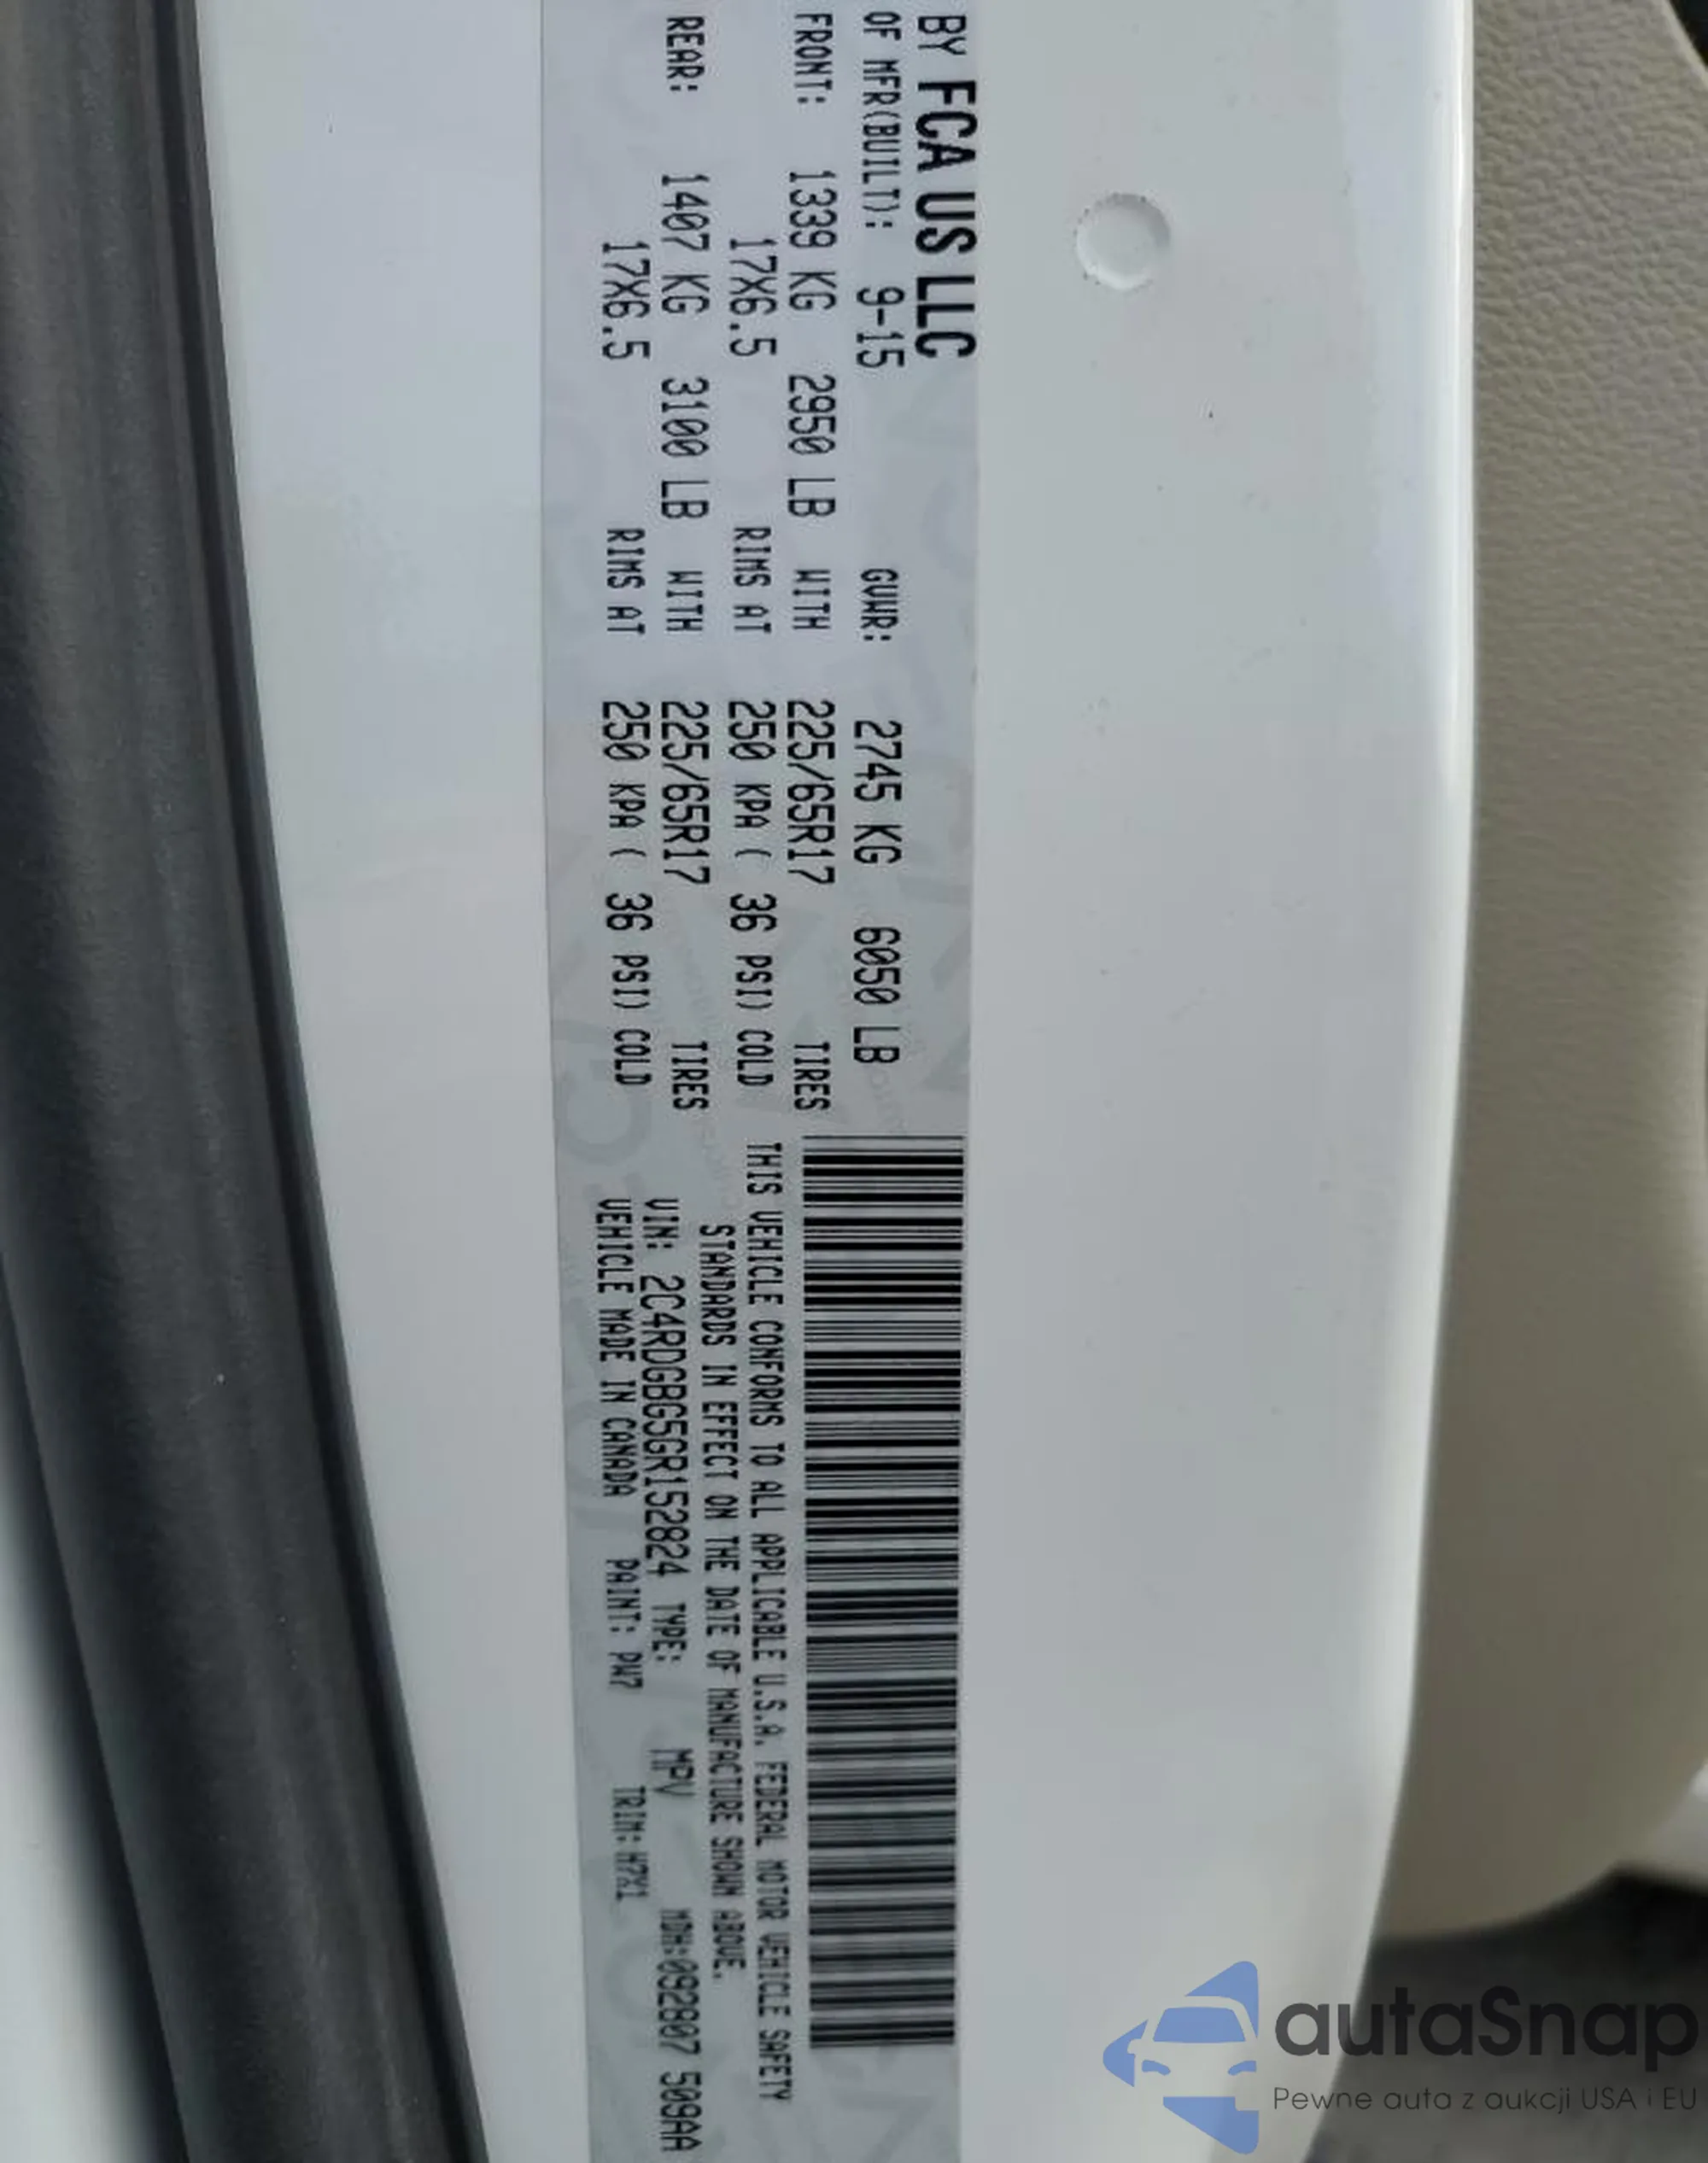 BY FCA US LLC
OF MFR(BUILT): 9-15 GVWR: 2745 KG 6050 LB
FRONT: 1339 KG 2950 LB WITH 225/65R17 TIRES
17X6.5 RIMS AT 250 KPA ( 36 PSI) COLD
REAR: 1407 KG 3100 LB WITH 225/65R17 TIRES
17X6.5 RIMS AT 250 KPA ( 36 PSI) COLD
THIS VEHICLE CONFORMS TO ALL APPLICABLE U.S.A. FEDERAL MOTOR VEHICLE SAFETY
STANDARDS IN EFFECT ON THE DATE OF MANUFACTURE SHOWN ABOVE.
VIN: 2C4RDGBG5GR152824 TYPE: MPV MDH:092807 509AA
VEHICLE MADE IN CANADA PAINT: PW7 TRIM:H7X1
autaSnap
Pewne auta z aukcji USA i EU